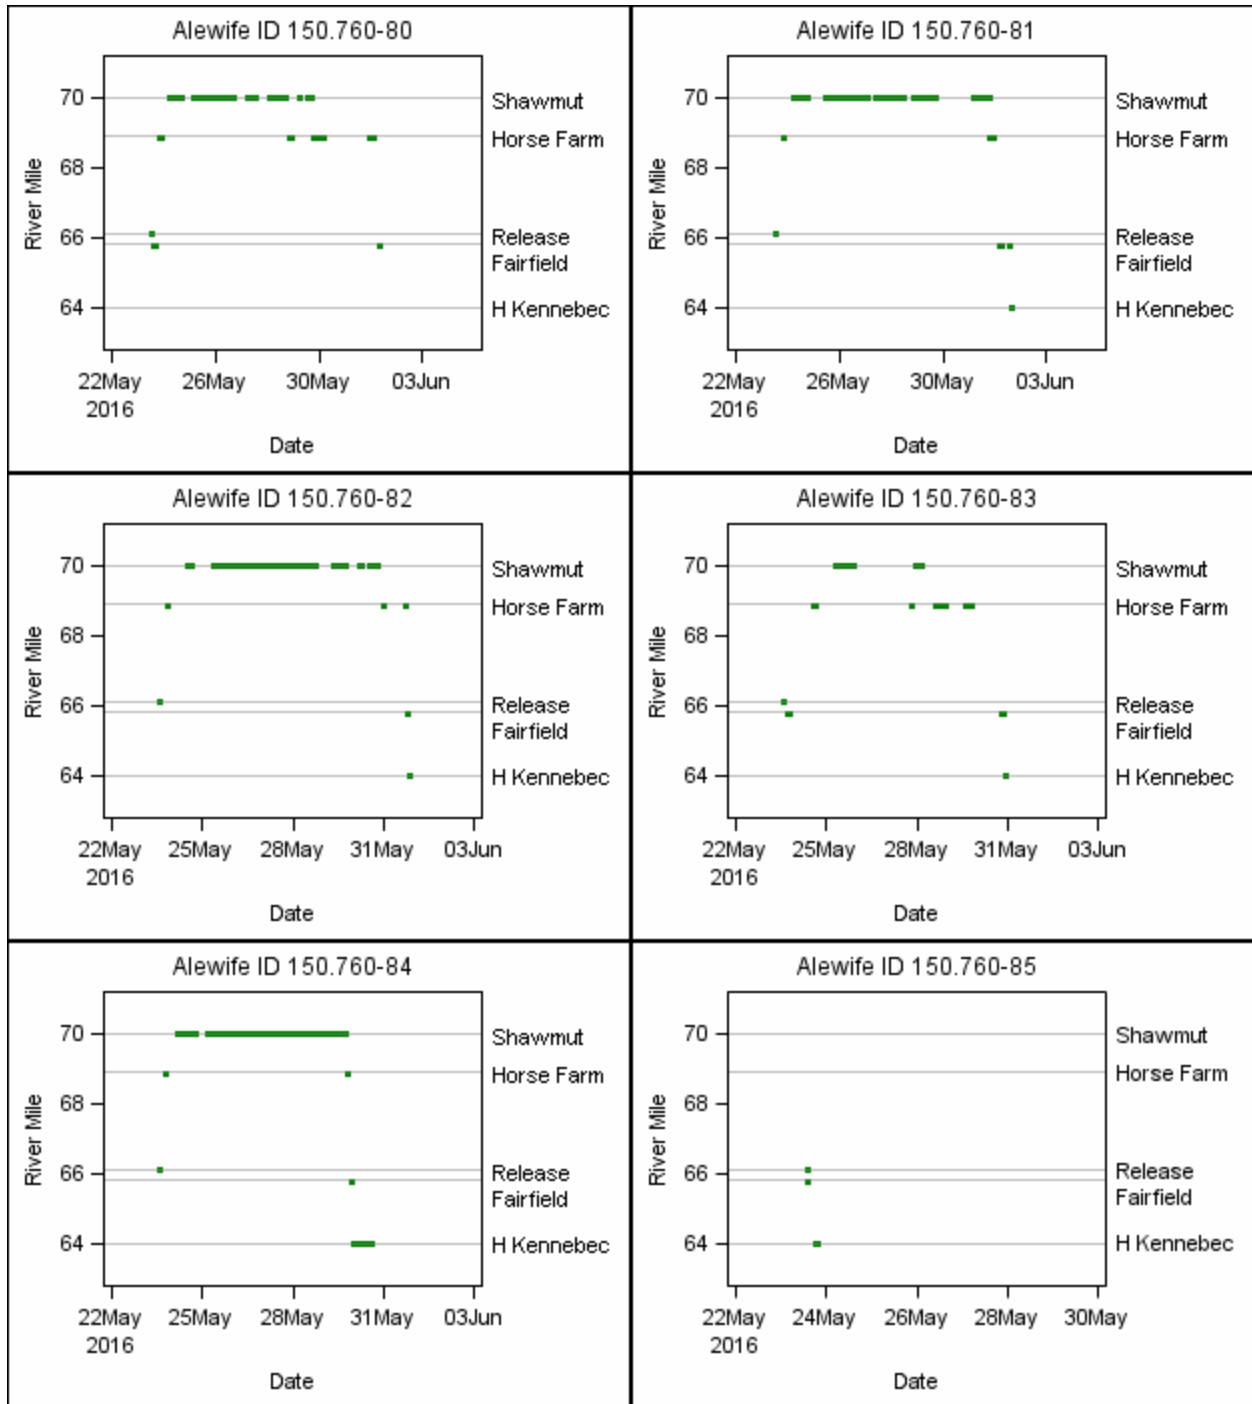 Alewife ID 150.760-80
70
68
66
64
River Mile
Shawmut
Horse Farm
Release
Fairfield
H Kennebec
22May 26May 30May 03Jun
2016
Date
Alewife ID 150.760-81
70
68
66
64
River Mile
Shawmut
Horse Farm
Release
Fairfield
H Kennebec
22May 26May 30May 03Jun
2016
Date
Alewife ID 150.760-82
70
68
66
64
River Mile
Shawmut
Horse Farm
Release
Fairfield
H Kennebec
22May 25May 28May 31May 03Jun
2016
Date
Alewife ID 150.760-83
70
68
66
64
River Mile
Shawmut
Horse Farm
Release
Fairfield
H Kennebec
22May 25May 28May 31May 03Jun
2016
Date
Alewife ID 150.760-84
70
68
66
64
River Mile
Shawmut
Horse Farm
Release
Fairfield
H Kennebec
22May 25May 28May 31May 03Jun
2016
Date
Alewife ID 150.760-85
70
68
66
64
River Mile
Shawmut
Horse Farm
Release
Fairfield
H Kennebec
22May 24May 26May 28May 30May
2016
Date